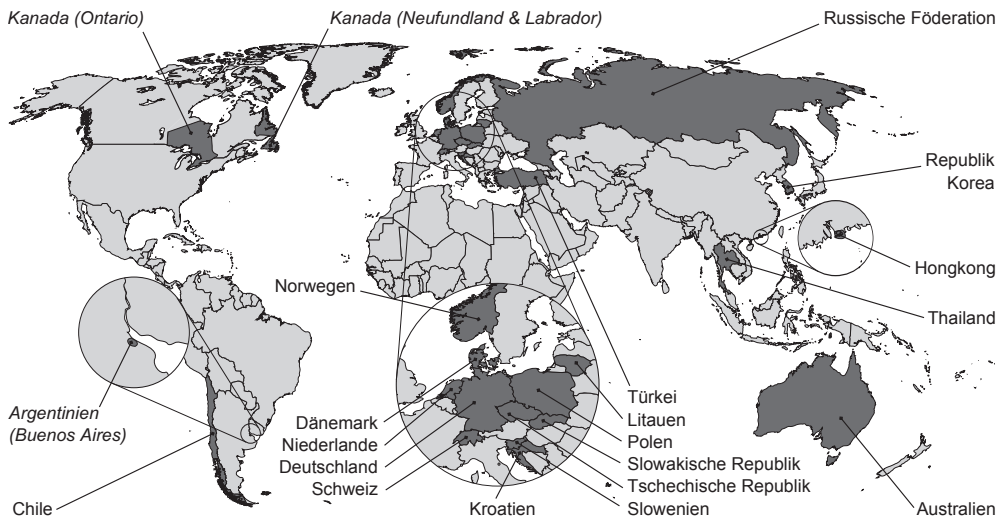 Kanada (Ontario)
Kanada (Neufundland & Labrador)
Russische Föderation
Republik
Korea
Hongkong
Thailand
Norwegen
Argentinien
(Buenos Aires)
Chile
Dänemark
Niederlande
Deutschland
Schweiz
Kroatien
Türkei
Litauen
Polen
Slowakische Republik
Tschechische Republik
Slowenien
Australien